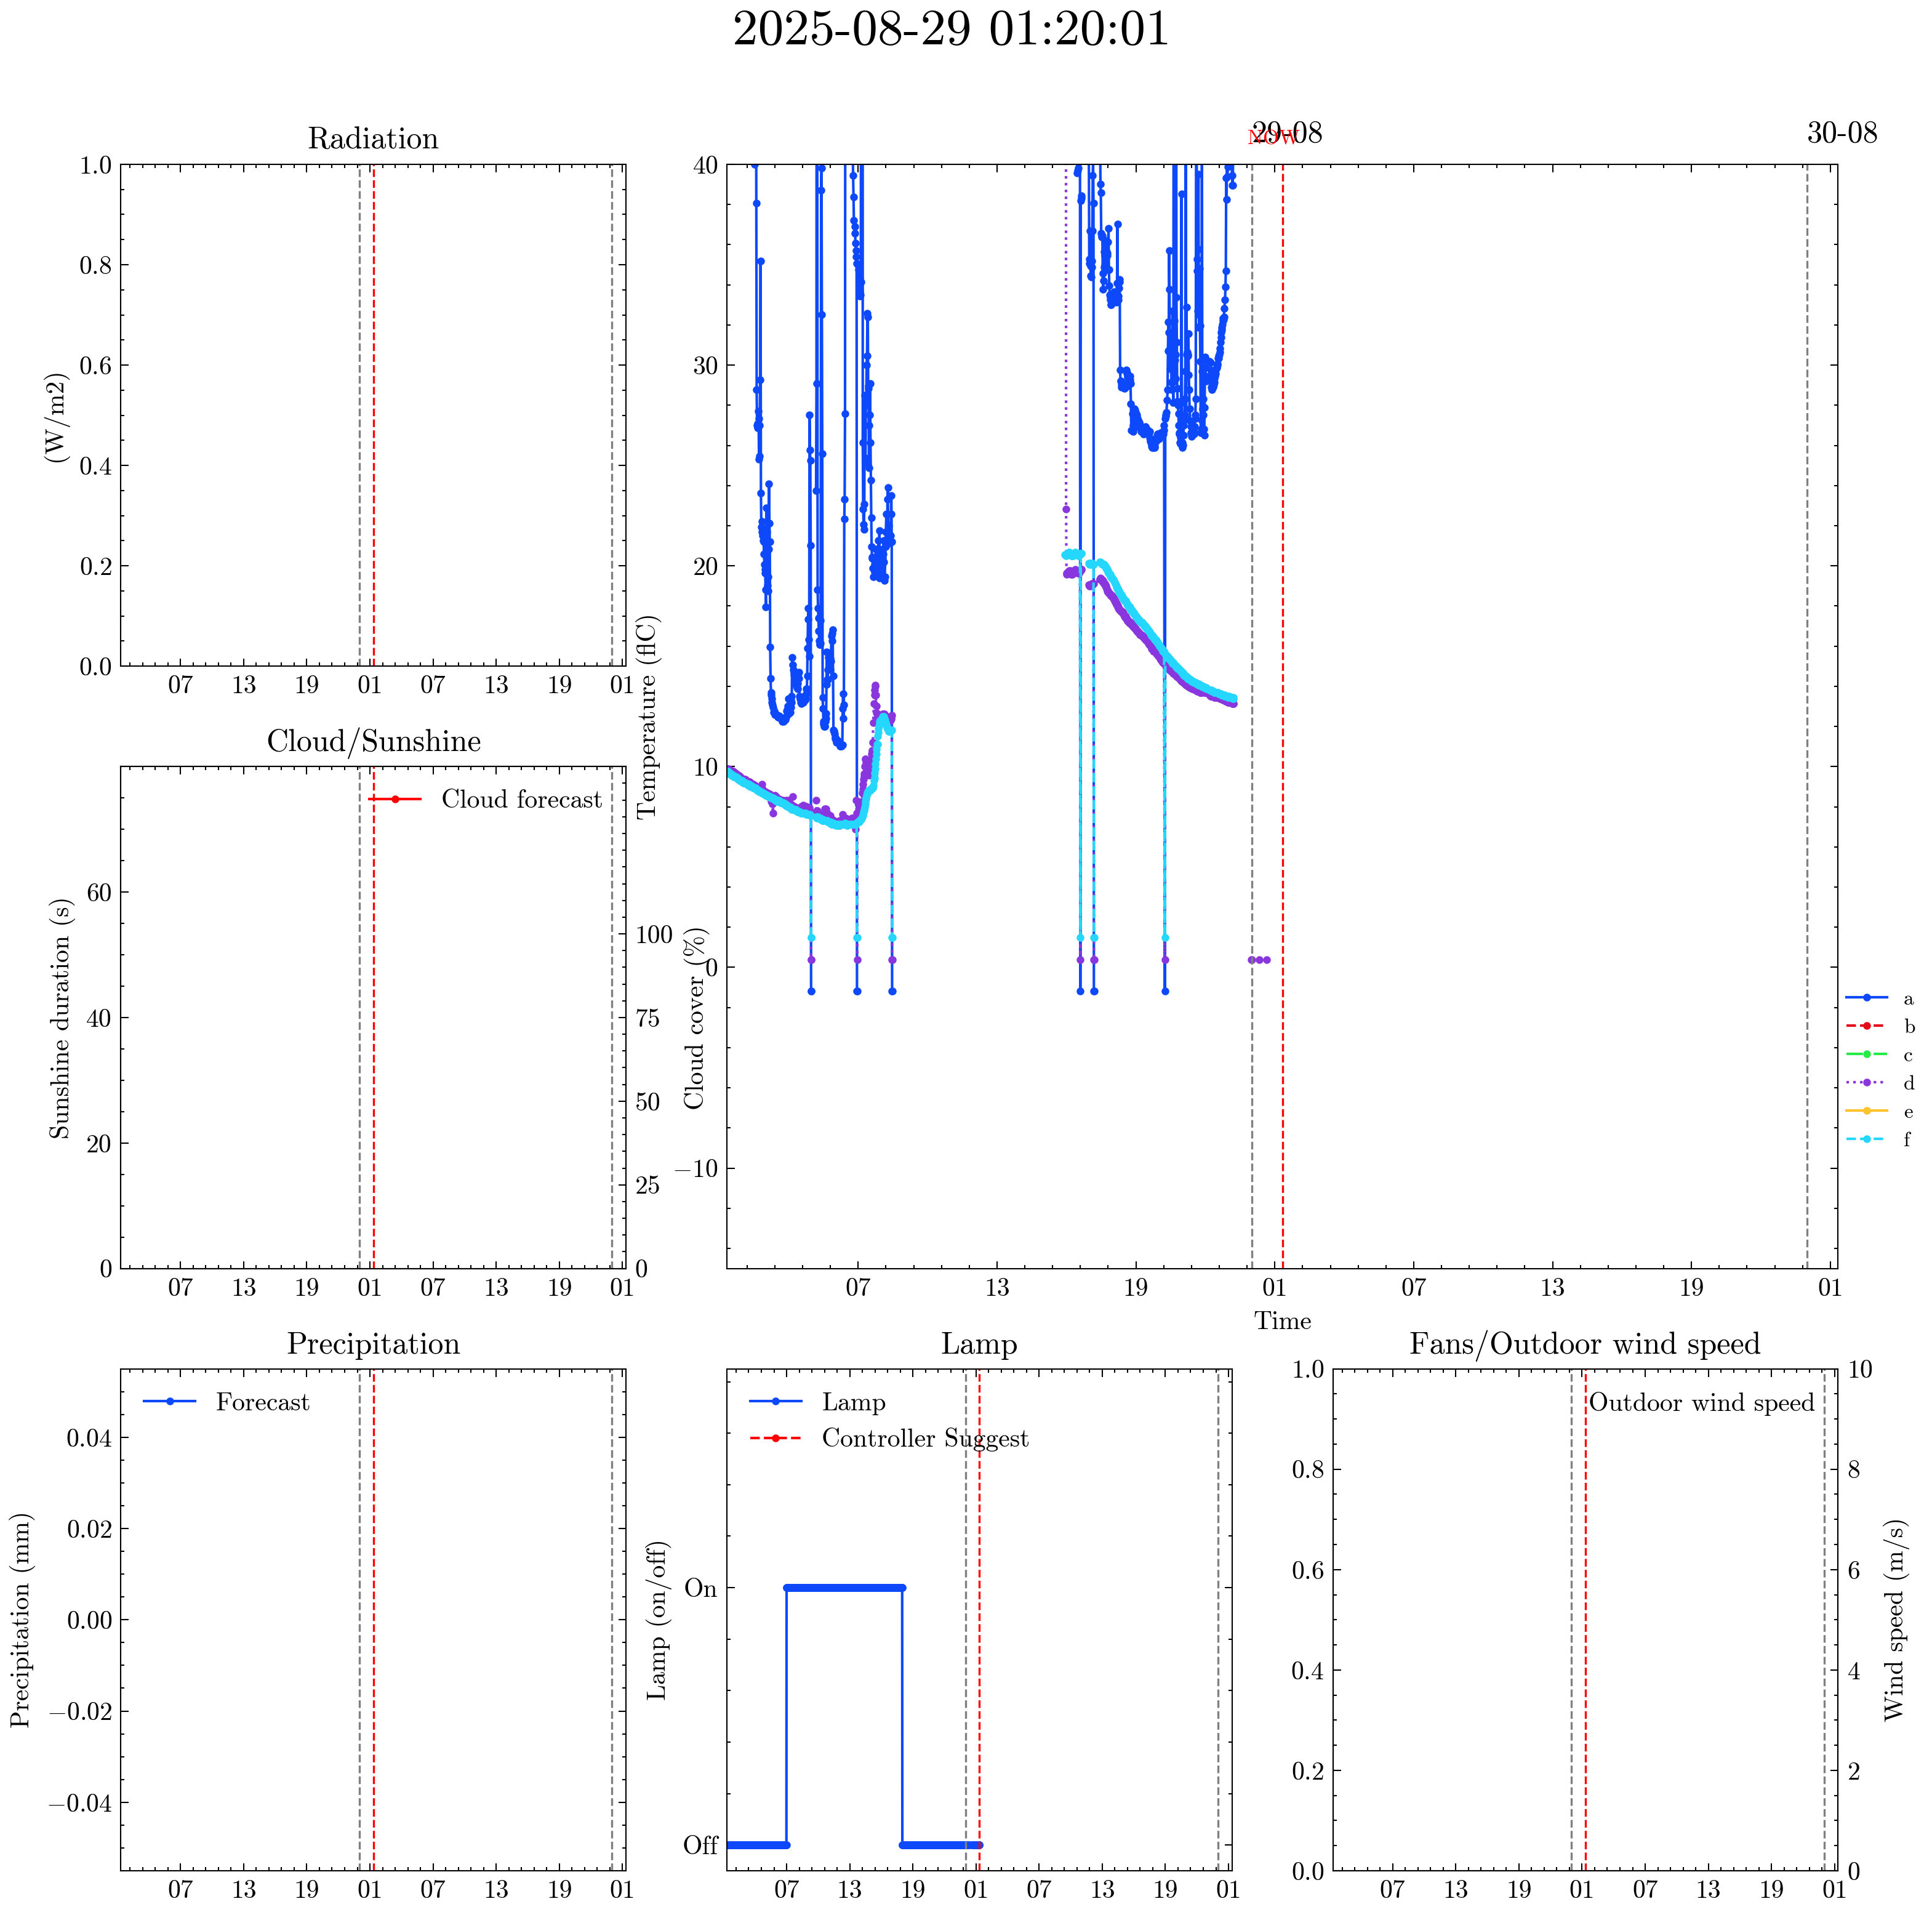 2025-08-29 01:20:01
Radiation
1.0
0.8
0.6
0.4
0.2
0.0
(W/m2)
07 13 19 01 07 13 19 01
Cloud/Sunshine
Cloud forecast
60
40
20
0
Sunshine duration (s)
100
75
50
25
0
Cloud cover (%)
07 13 19 01 07 13 19 01
29-08
NOW
30-08
40
30
20
10
0
−10
Temperature (flC)
07 13 19 01 07 13 19 01
Time
a
b
c
d
e
f
Precipitation
Forecast
0.04
0.02
0.00
−0.02
−0.04
Precipitation (mm)
07 13 19 01 07 13 19 01
Lamp
Lamp
Controller Suggest
On
Off
Lamp (on/off)
07 13 19 01 07 13 19 01
Fans/Outdoor wind speed
Outdoor wind speed
1.0
0.8
0.6
0.4
0.2
0.0
10
8
6
4
2
0
Wind speed (m/s)
07 13 19 01 07 13 19 01